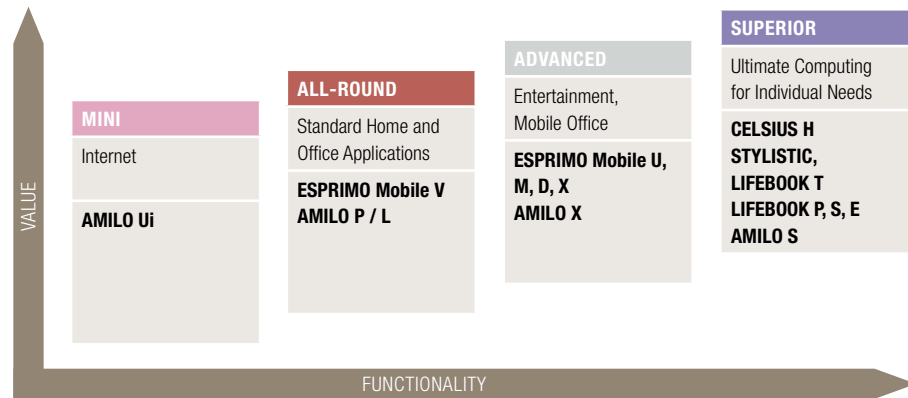 VALUE
MINI
Internet
AMILO Ui
ALL-ROUND
Standard Home and
Office Applications
ESPRIMO Mobile V
AMILO P / L
ADVANCED
Entertainment,
Mobile Office
ESPRIMO Mobile U,
M, D, X
AMILO X
SUPERIOR
Ultimate Computing
for Individual Needs
CELSIUS H
STYLISTIC,
LIFEBOOK T
LIFEBOOK P, S, E
AMILO S
FUNCTIONALITY